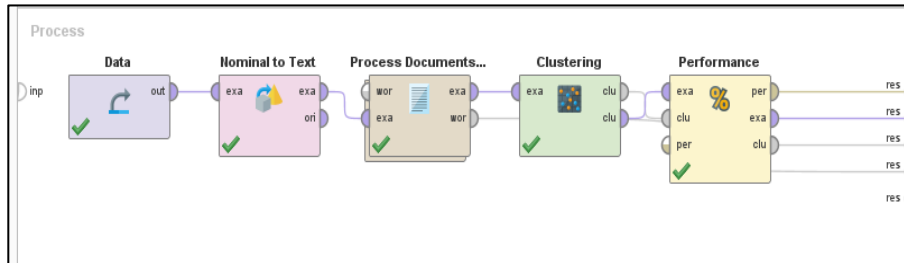 Process
Data
Nominal to Text
Process Documents...
Clustering
Performance
inp
out
exa
exa
ori
wor
exa
exa
wor
exa
clu
clu
exa
per
clu
exa
per
clu
%
res
res
res
res
res